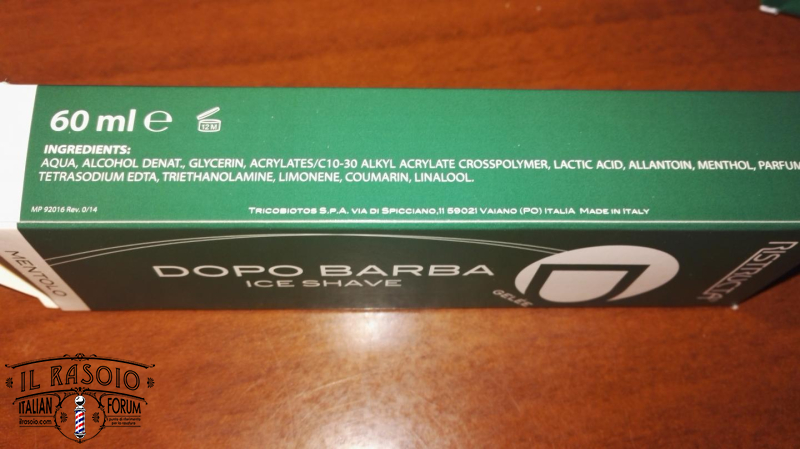 60 ml ℮
12 M
INGREDIENTS:
AQUA, ALCOHOL DENAT., GLYCERIN, ACRYLATES/C10-30 ALKYL ACRYLATE CROSSPOLYMER, LACTIC ACID, ALLANTOIN, MENTHOL, PARFUM
TETRASODIUM EDTA, TRIETHANOLAMINE, LIMONENE, COUMARIN, LINALOOL.
MP 92016 Rev. 0/14
TRICOBIOTOS S.P.A. VIA DI SPICCIANO,11 59021 VAIANO (PO) ITALIA MADE IN ITALY
MENTOLO
DOPO BARBA
ICE SHAVE
GELÉE
IL RASOIO
ITALIAN FORUM
ilrasoio.com